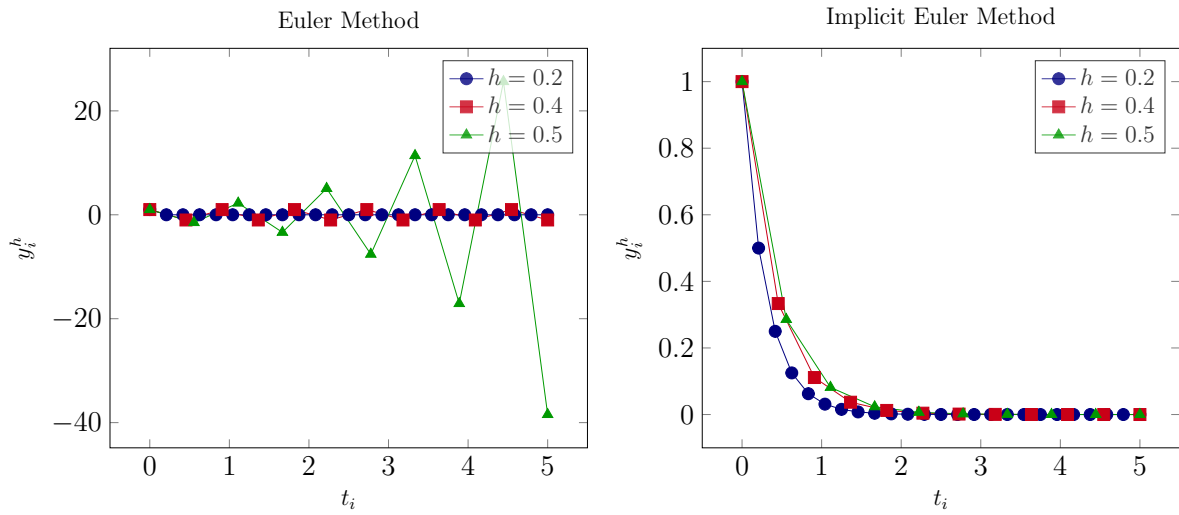 Euler Method
20
0
−20
−40
0 1 2 3 4 5
t_i
y_i^h
h = 0.2
h = 0.4
h = 0.5
Implicit Euler Method
1
0.8
0.6
0.4
0.2
0
0 1 2 3 4 5
t_i
y_i^h
h = 0.2
h = 0.4
h = 0.5